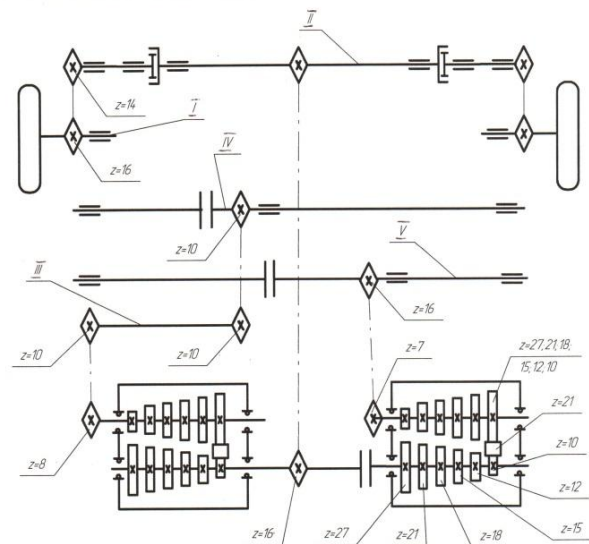 II
z=14
I
z=16
IV
z=10
V
III
z=16
z=10
z=10
z=7
z=27,21,18,
15,12,10
z=21
z=8
z=10
z=12
z=15
z=16
z=27
z=21
z=18